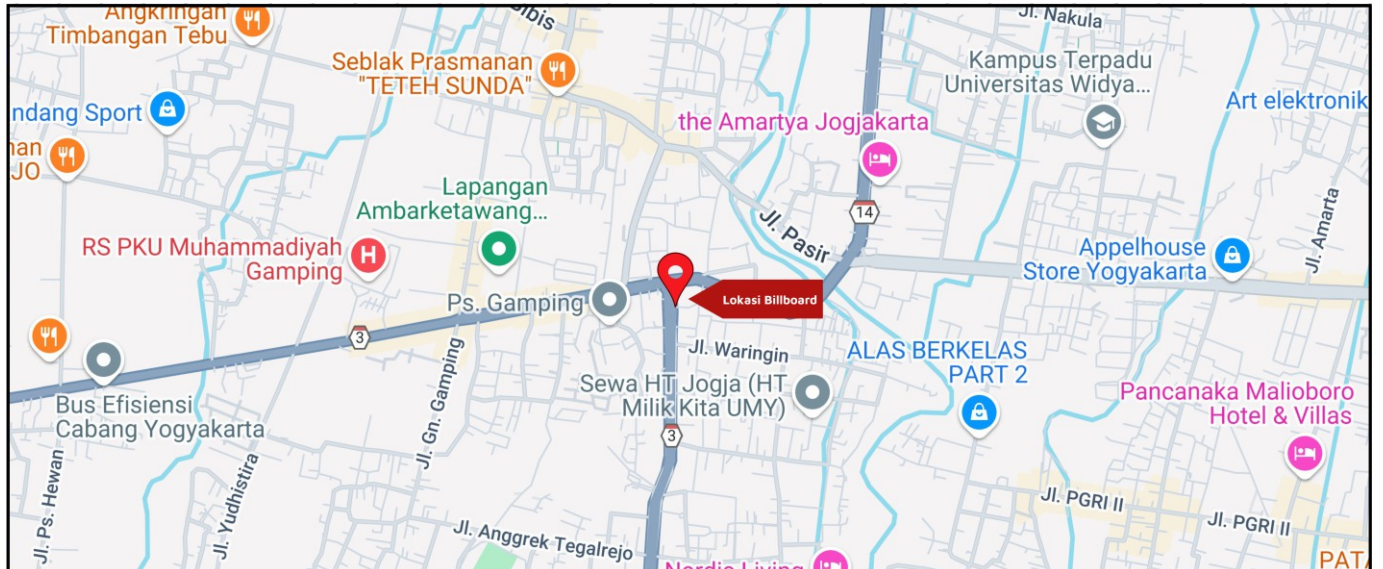 Angkringan
Timbangan Tebu
Jl. Nakula
Seblak Prasmanan
"TETEH SUNDA"
Kampus Terpadu
Universitas Widya...
ndang Sport
Art elektronik
the Amartya Jogjakarta
JO
Lapangan
Ambarketawang...
14
Jl. Pasir
Jl. Amarta
RS PKU Muhammadiyah
Gamping
Appelhouse
Store Yogyakarta
Ps. Gamping
Lokasi Billboard
3
Jl. Waringin
ALAS BERKELAS
PART 2
Sewa HT Jogja (HT
Milik Kita UMY)
Pancanaka Malioboro
Hotel & Villas
Bus Efisiensi
Cabang Yogyakarta
Jl. Gn. Gamping
3
Jl. Ps. Hewan
Jl. Yudhistira
Jl. PGRI II
Jl. PGRI II
Jl. Anggrek Tegalrejo
Nordic Living